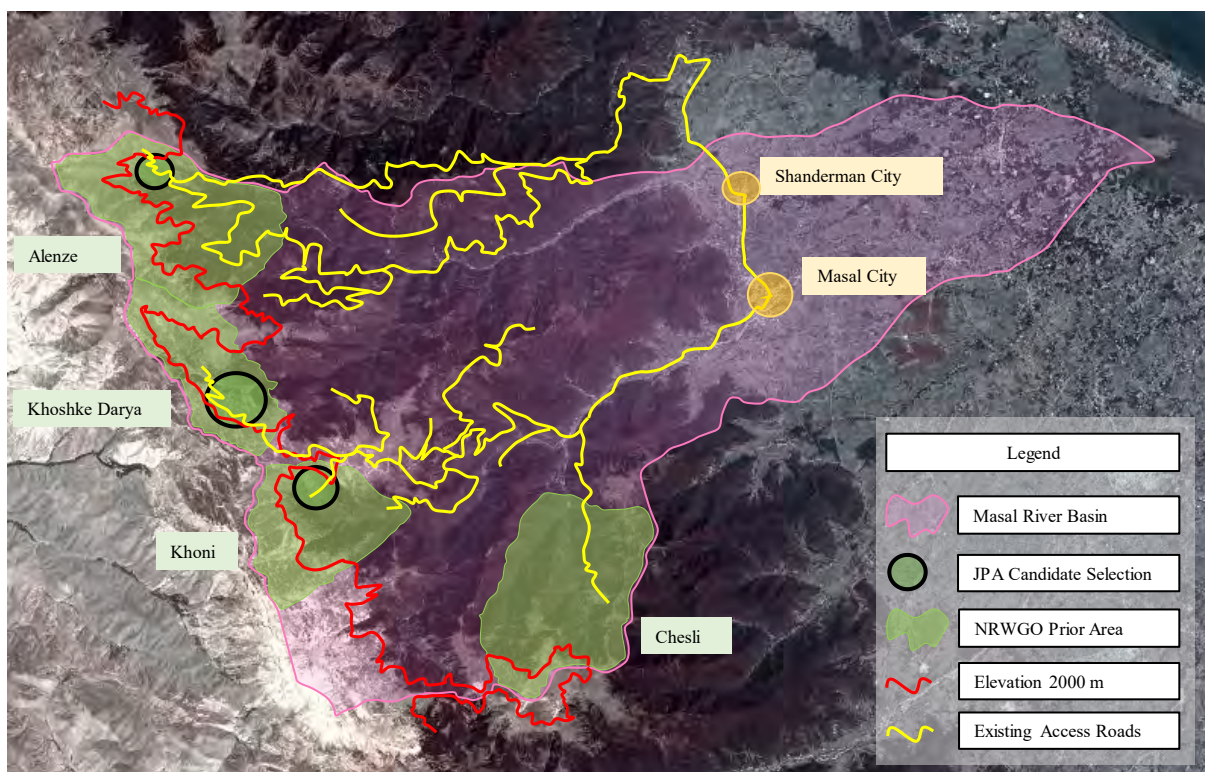 Shanderman City
Masal City
Alenze
Khoshke Darya
Khoni
Chesli
Legend
Masal River Basin
JPA Candidate Selection
NRWGO Prior Area
Elevation 2000 m
Existing Access Roads